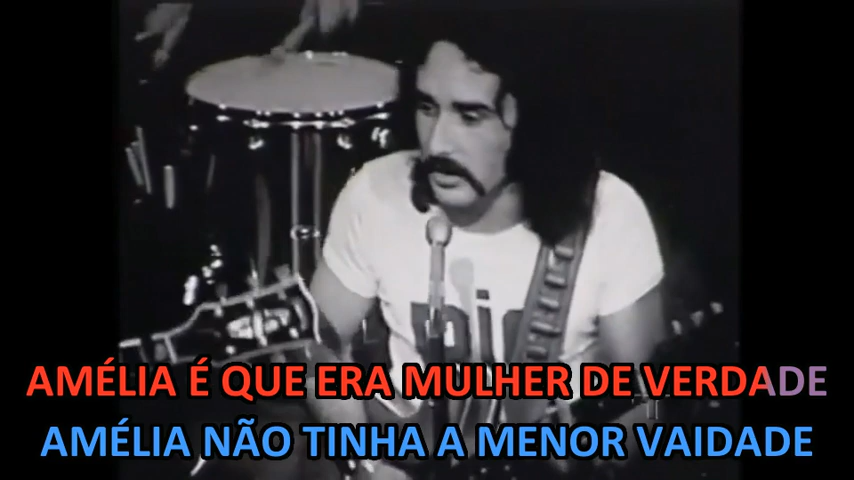 AMÉLIA É QUE ERA MULHER DE VERDADE
AMÉLIA NÃO TINHA A MENOR VAIDADE